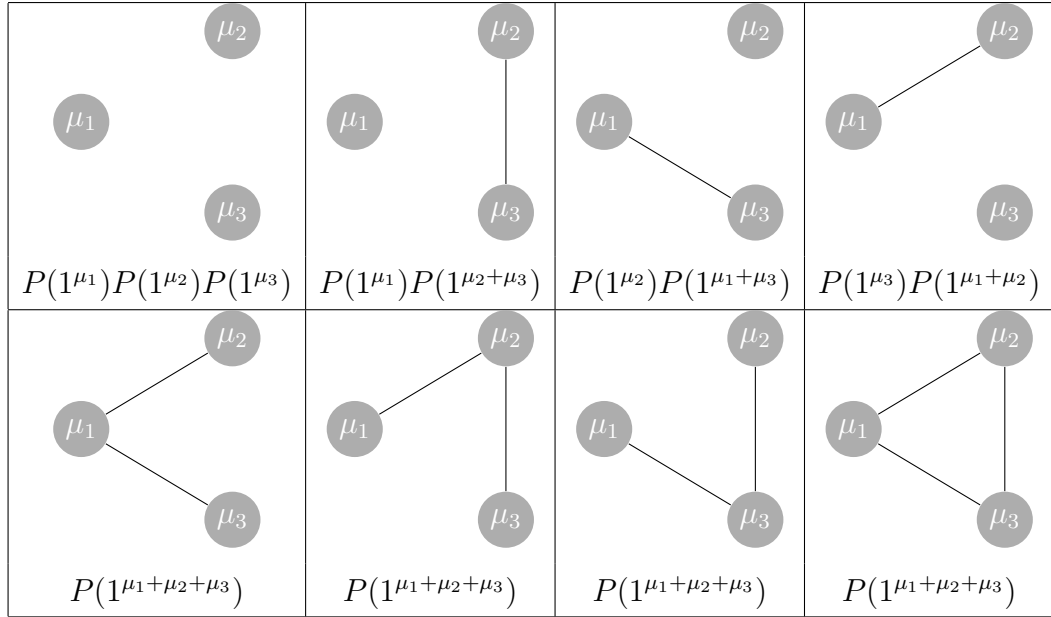 μ₂ μ₂ μ₂ μ₂
μ₁ μ₁ μ₁ μ₁
μ₃ μ₃ μ₃ μ₃
P(1^{μ₁})P(1^{μ₂})P(1^{μ₃}) P(1^{μ₁})P(1^{μ₂+μ₃}) P(1^{μ₂})P(1^{μ₁+μ₃}) P(1^{μ₃})P(1^{μ₁+μ₂})
μ₂ μ₂ μ₂ μ₂
μ₁ μ₁ μ₁ μ₁
μ₃ μ₃ μ₃ μ₃
P(1^{μ₁+μ₂+μ₃}) P(1^{μ₁+μ₂+μ₃}) P(1^{μ₁+μ₂+μ₃}) P(1^{μ₁+μ₂+μ₃})